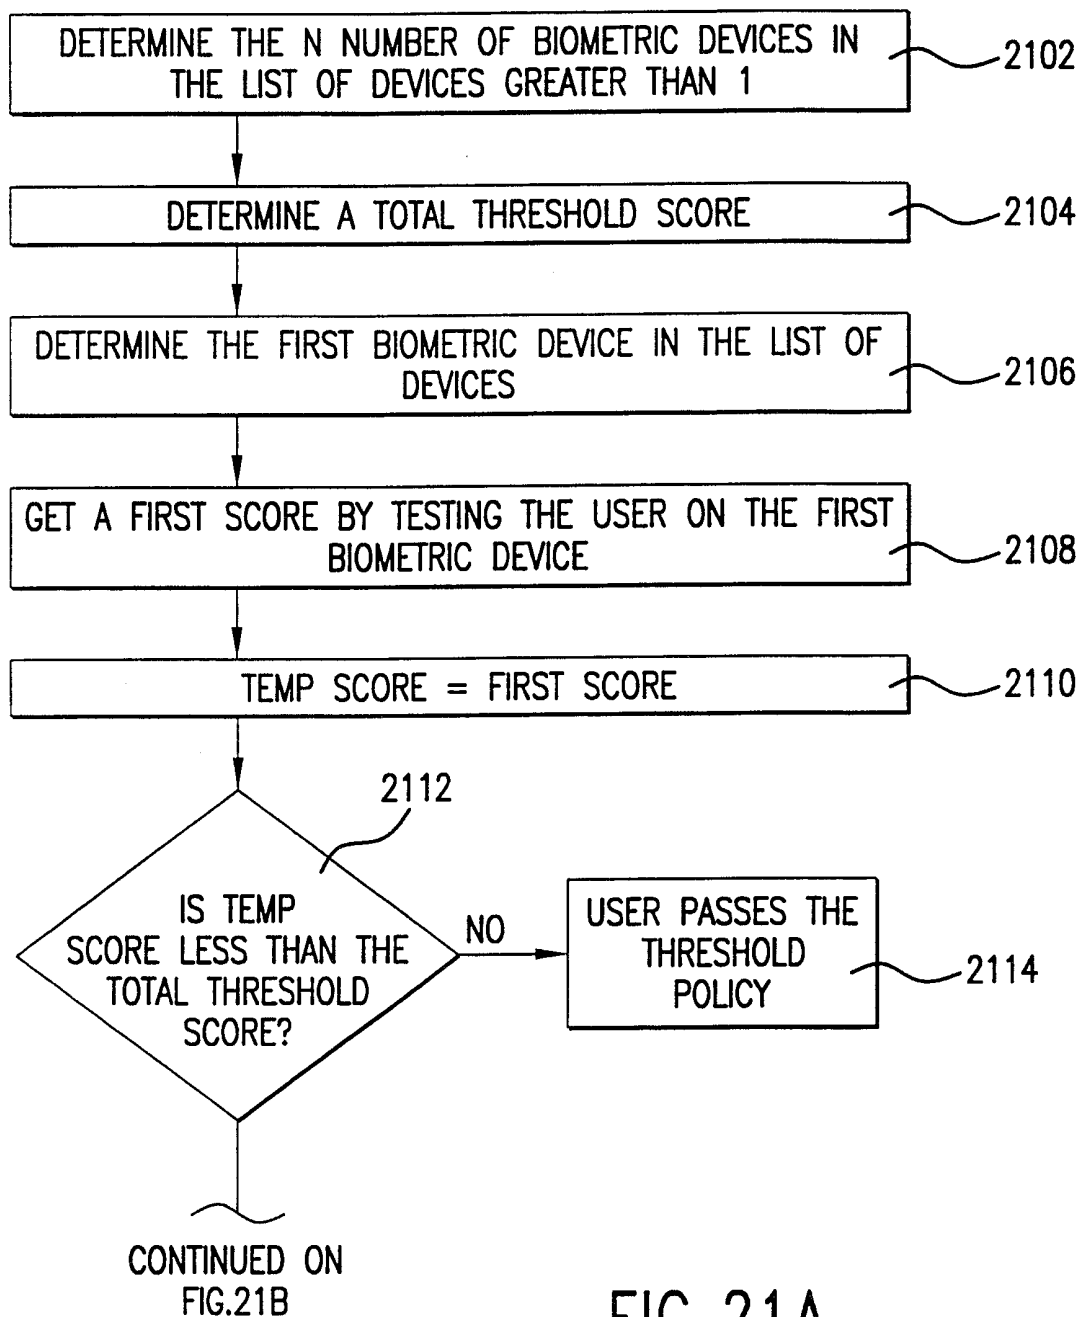 DETERMINE THE N NUMBER OF BIOMETRIC DEVICES IN
THE LIST OF DEVICES GREATER THAN 1
2102
DETERMINE A TOTAL THRESHOLD SCORE
2104
DETERMINE THE FIRST BIOMETRIC DEVICE IN THE LIST OF
DEVICES
2106
GET A FIRST SCORE BY TESTING THE USER ON THE FIRST
BIOMETRIC DEVICE
2108
TEMP SCORE = FIRST SCORE
2110
2112
IS TEMP
SCORE LESS THAN THE
TOTAL THRESHOLD
SCORE?
NO
USER PASSES THE
THRESHOLD
POLICY
2114
CONTINUED ON
FIG.21B
FIG.21A